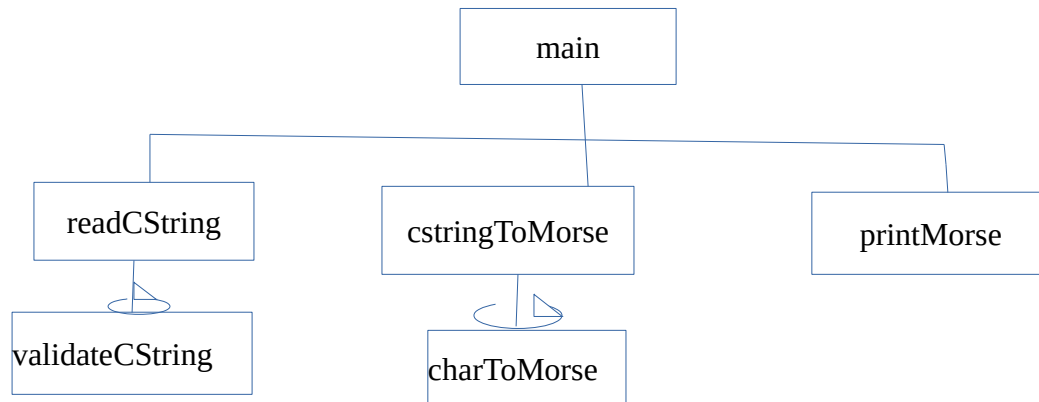 main
readCString
cstringToMorse
printMorse
validateCString
charToMorse